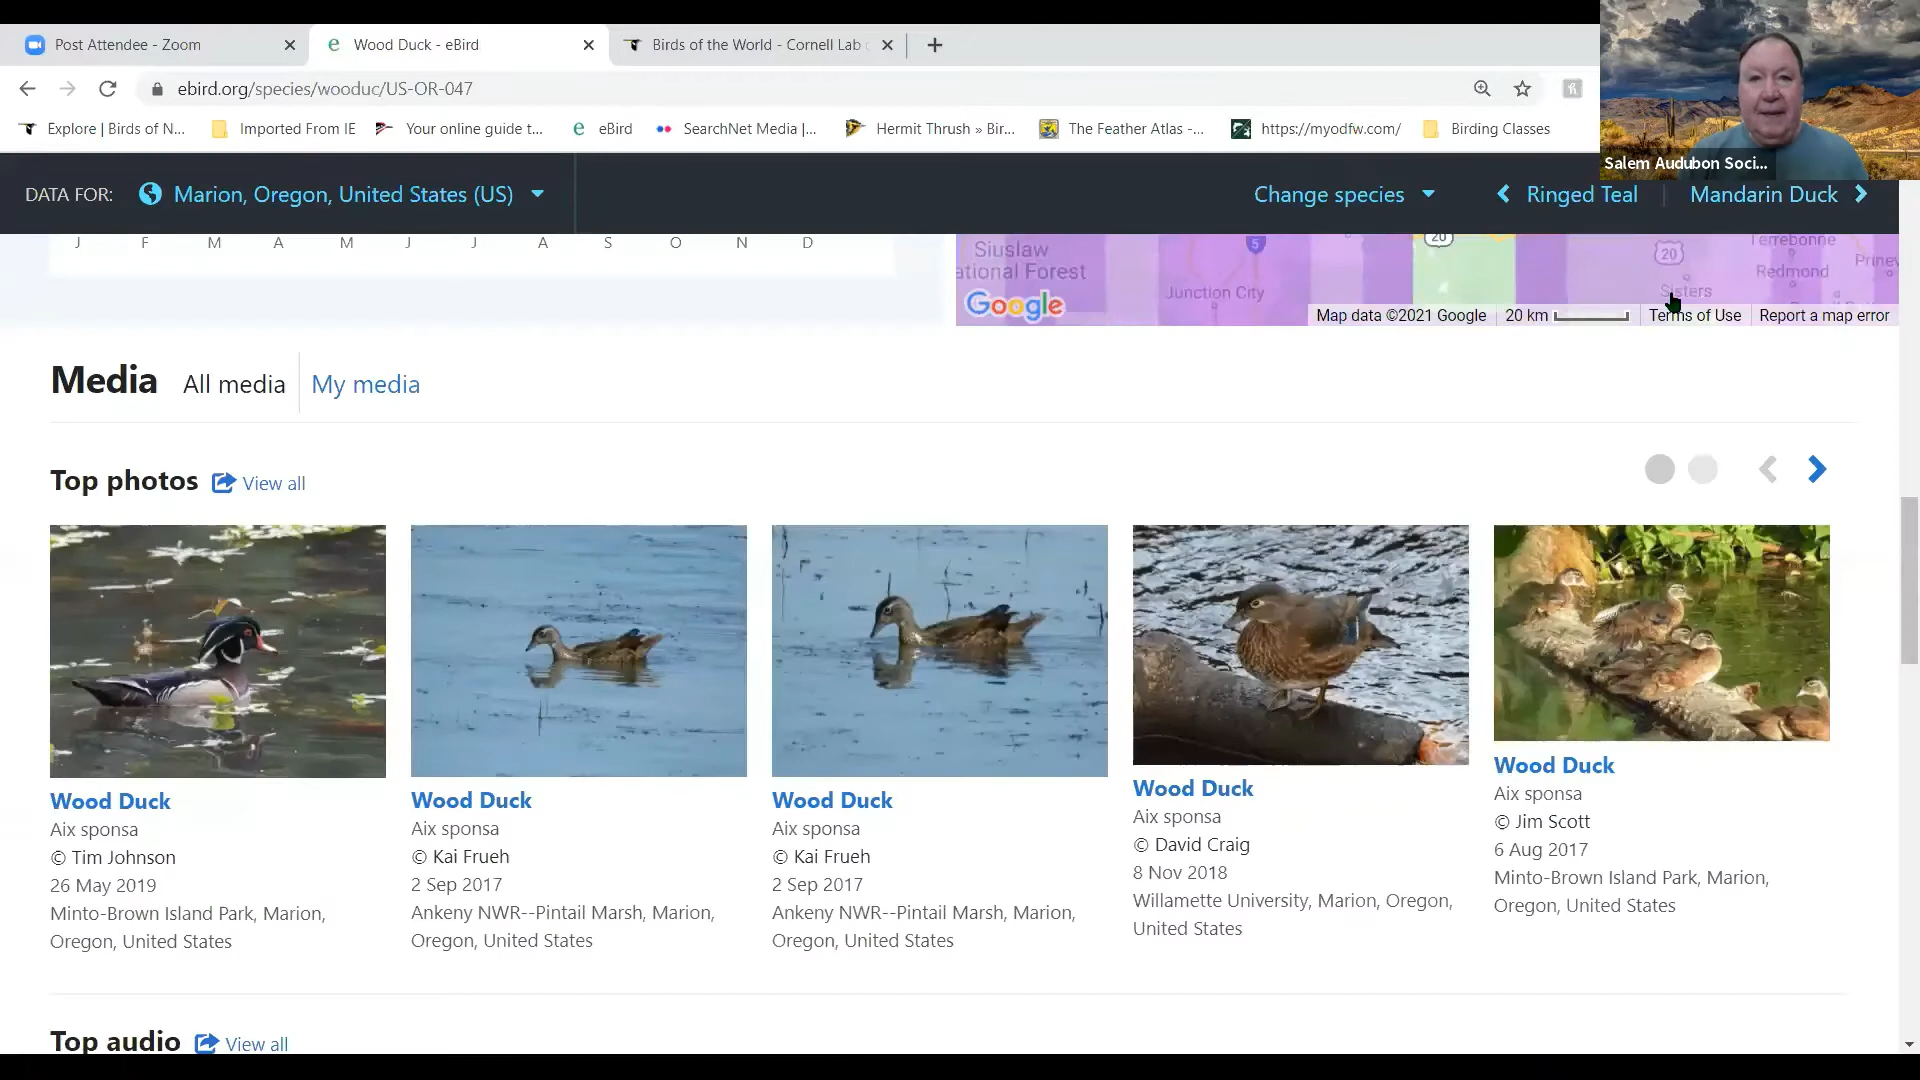 Post Attendee - Zoom
Wood Duck - eBird
Birds of the World - Cornell Lab
ebird.org/species/wooduc/US-OR-047
Explore | Birds of N...
Imported From IE
Your online guide t...
eBird
SearchNet Media |...
Hermit Thrush » Bir...
The Feather Atlas -...
https://myodfw.com/
Birding Classes
Salem Audubon Soci...
DATA FOR: Marion, Oregon, United States (US)
Change species
Ringed Teal
Mandarin Duck
J F M A M J J A S O N D
Siuslaw
ational Forest
5
20
20
Terrebonne
Redmond
Prinev
Junction City
Sisters
Google
Map data ©2021 Google
20 km
Terms of Use
Report a map error
Media All media My media
Top photos View all
Wood Duck
Aix sponsa
© Tim Johnson
26 May 2019
Minto-Brown Island Park, Marion,
Oregon, United States
Wood Duck
Aix sponsa
© Kai Frueh
2 Sep 2017
Ankeny NWR--Pintail Marsh, Marion,
Oregon, United States
Wood Duck
Aix sponsa
© Kai Frueh
2 Sep 2017
Ankeny NWR--Pintail Marsh, Marion,
Oregon, United States
Wood Duck
Aix sponsa
© David Craig
8 Nov 2018
Willamette University, Marion, Oregon,
United States
Wood Duck
Aix sponsa
© Jim Scott
6 Aug 2017
Minto-Brown Island Park, Marion,
Oregon, United States
Top audio View all